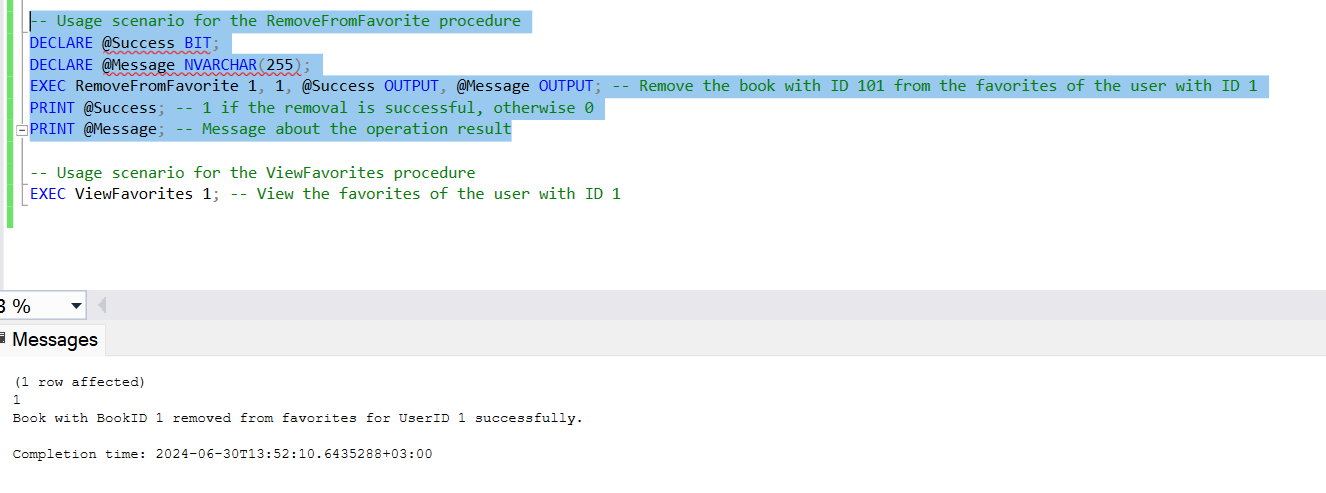 -- Usage scenario for the RemoveFromFavorite procedure
DECLARE @Success BIT;
DECLARE @Message NVARCHAR(255);
EXEC RemoveFromFavorite 1, 1, @Success OUTPUT, @Message OUTPUT; -- Remove the book with ID 101 from the favorites of the user with ID 1
PRINT @Success; -- 1 if the removal is successful, otherwise 0
PRINT @Message; -- Message about the operation result
-- Usage scenario for the ViewFavorites procedure
EXEC ViewFavorites 1; -- View the favorites of the user with ID 1
%
Messages
(1 row affected)
1
Book with BookID 1 removed from favorites for UserID 1 successfully.
Completion time: 2024-06-30T13:52:10.6435288+03:00